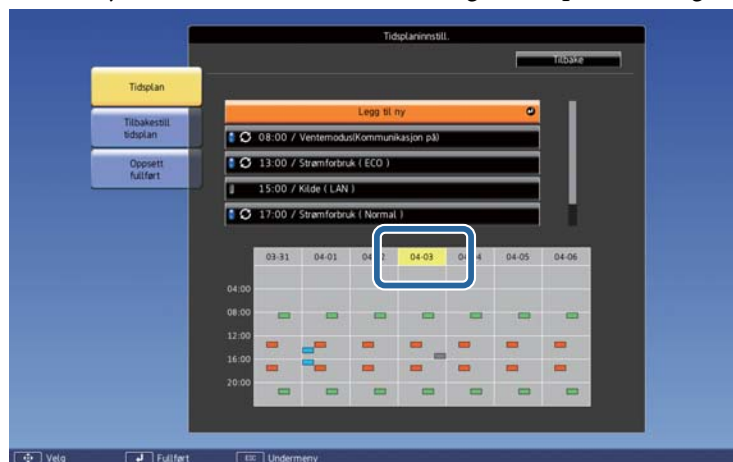 Tidsplaninnstill.
Tilbake
Tidsplan
Tilbakestill
tidsplan
Oppsett
fullført
Legg til ny
08:00 / Ventemodus(Kommunikasjon på)
13:00 / Strømforbruk ( ECO )
15:00 / Kilde ( LAN )
17:00 / Strømforbruk ( Normal )
03-31 04-01 04-03 04-05 04-06
04:00
08:00
12:00
16:00
20:00
Velg
Fullført
ESC Undermeny